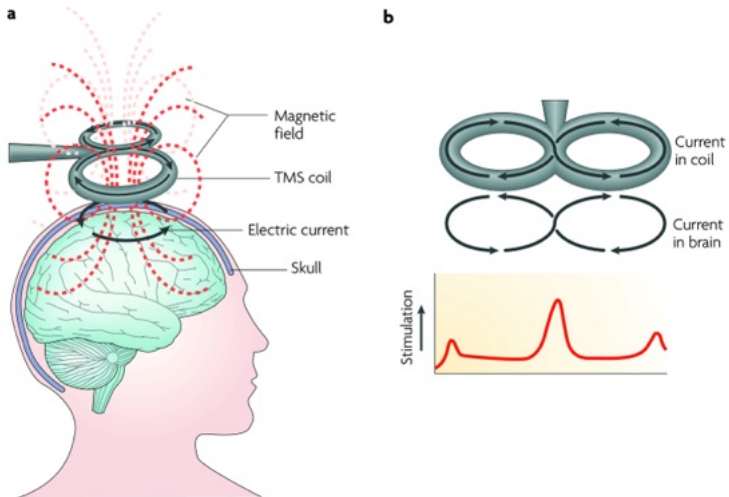 a
Magnetic
field
TMS coil
Electric current
Skull
b
Current
in coil
Current
in brain
Stimulation